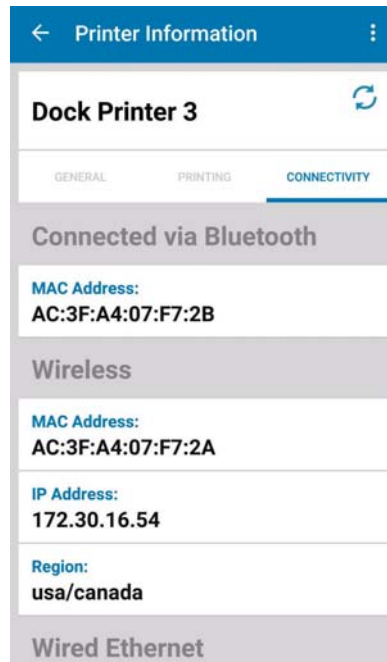 Printer Information
Dock Printer 3
GENERAL PRINTING CONNECTIVITY
Connected via Bluetooth
MAC Address:
AC:3F:A4:07:F7:2B
Wireless
MAC Address:
AC:3F:A4:07:F7:2A
IP Address:
172.30.16.54
Region:
usa/canada
Wired Ethernet